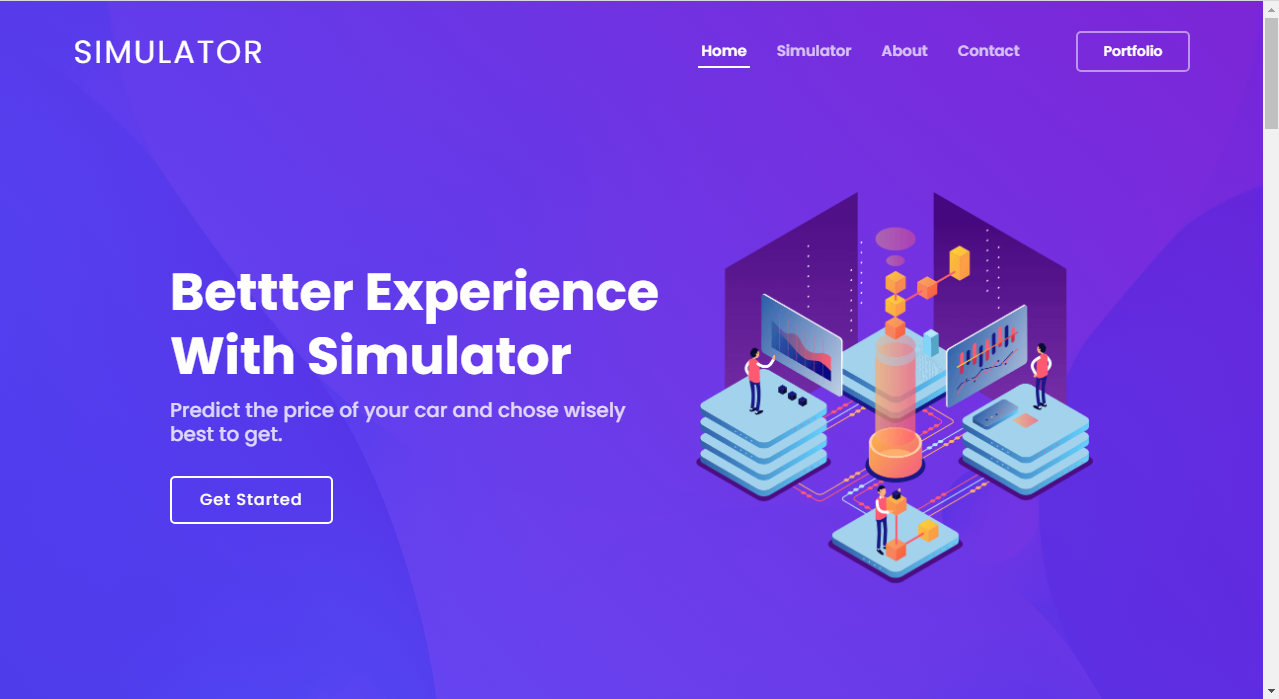 SIMULATOR
Home Simulator About Contact Portfolio
Bettter Experience
With Simulator
Predict the price of your car and chose wisely
best to get.
Get Started